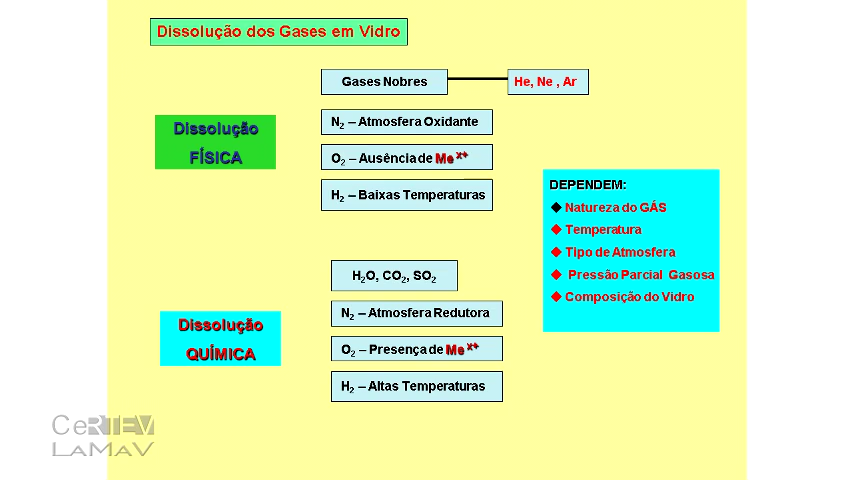 Dissolução dos Gases em Vidro
Gases Nobres
He, Ne , Ar
Dissolução
FÍSICA
N₂ – Atmosfera Oxidante
O₂ – Ausência de Me ˣ⁺
H₂ – Baixas Temperaturas
DEPENDEM:
◆ Natureza do GÁS
◆ Temperatura
◆ Tipo de Atmosfera
◆ Pressão Parcial Gasosa
◆ Composição do Vidro
H₂O, CO₂, SO₂
Dissolução
QUÍMICA
N₂ – Atmosfera Redutora
O₂ – Presença de Me ˣ⁺
H₂ – Altas Temperaturas
CeRTEV
LaMaV